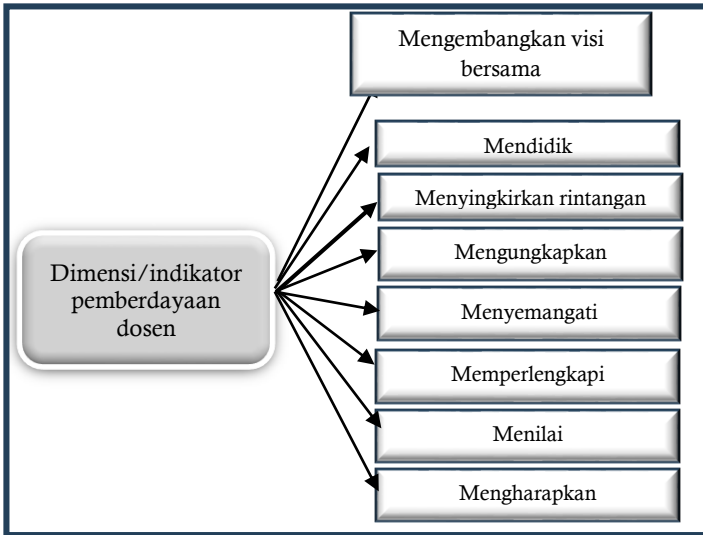 Mengembangkan visi
bersama
Mendidik
Menyingkirkan rintangan
Mengungkapkan
Dimensi/indikator
pemberdayaan
dosen
Menyemangati
Memperlengkapi
Menilai
Mengharapkan